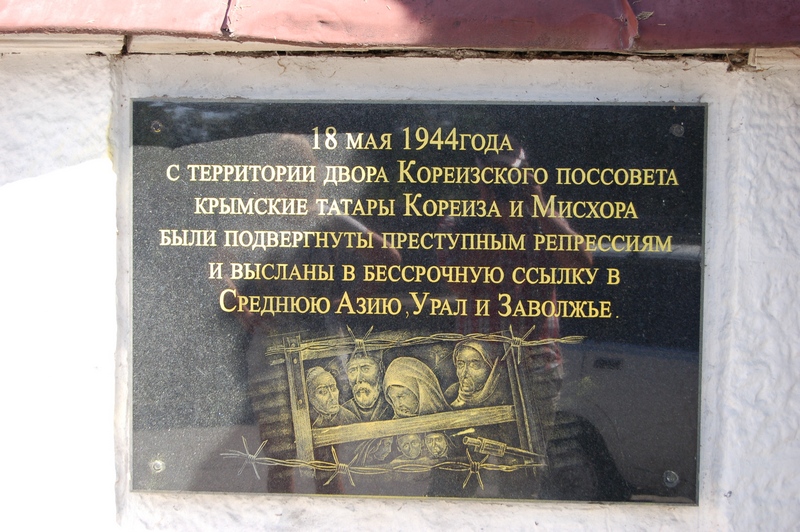 18 мая 1944года
с территории двора Кореизского поссовета
крымские татары Кореиза и Мисхора
были подвергнуты преступным репрессиям
и высланы в бессрочную ссылку в
Среднюю Азию, Урал и Заволжье.